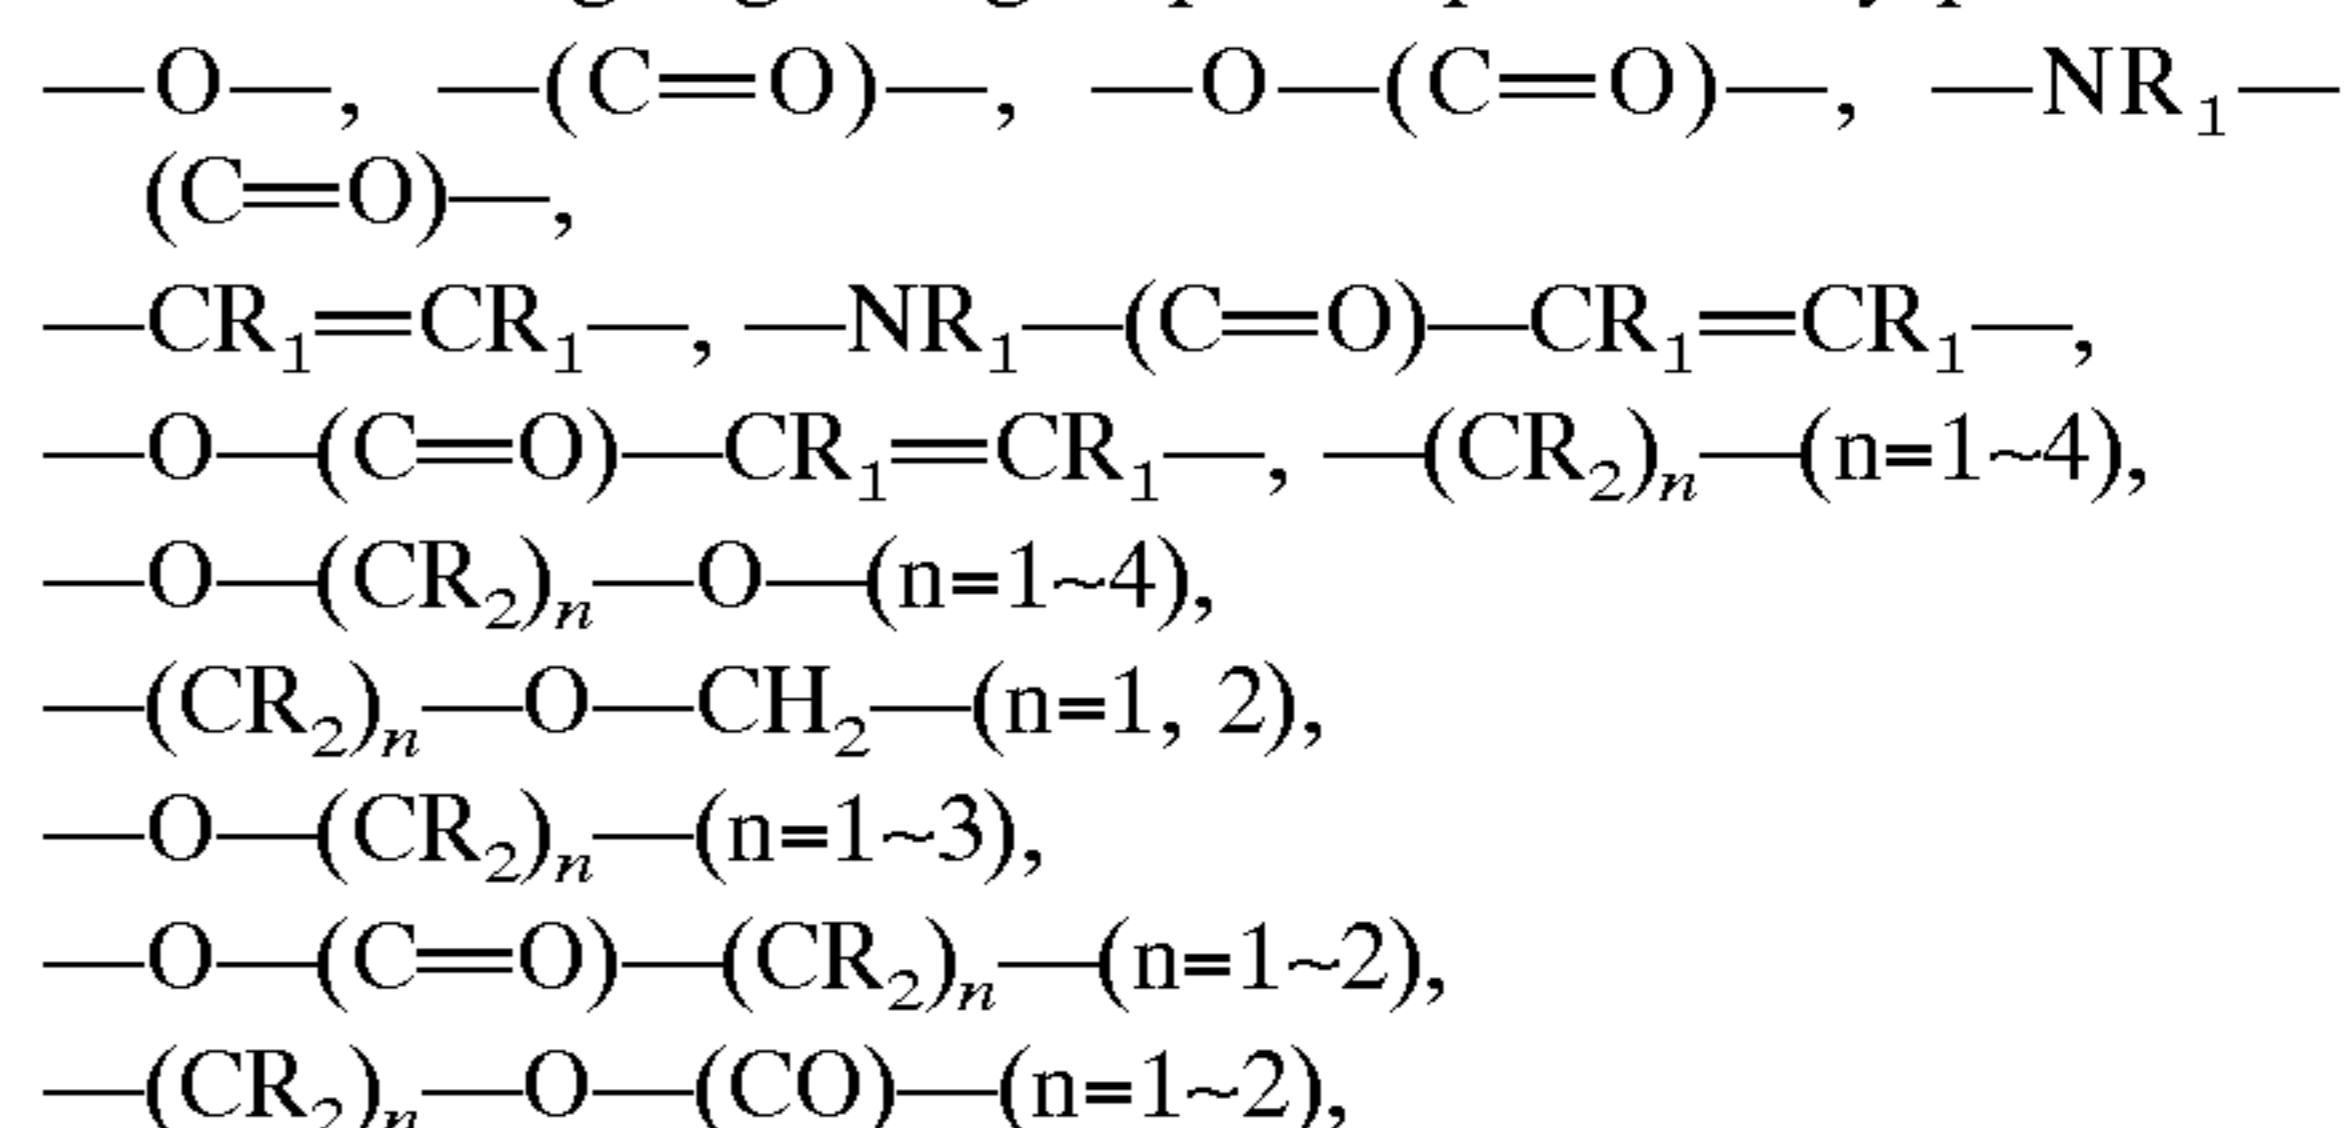 —O—, —(C=O)—, —O—(C=O)—, —NR₁—
(C=O)—,
—CR₁=CR₁—, —NR₁—(C=O)—CR₁=CR₁—,
—O—(C=O)—CR₁=CR₁—, —(CR₂)ₙ—(n=1~4),
—O—(CR₂)ₙ—O—(n=1~4),
—(CR₂)ₙ—O—CH₂—(n=1, 2),
—O—(CR₂)ₙ—(n=1~3),
—O—(C=O)—(CR₂)ₙ—(n=1~2),
—(CR₂)ₙ—O—(CO)—(n=1~2),